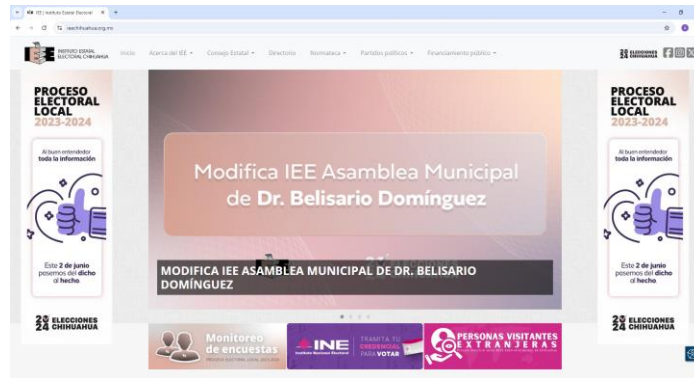 IEE | Instituto Estatal Electoral
ieechihuahua.org.mx
INSTITUTO ESTATAL
ELECTORAL CHIHUAHUA
Inicio Acerca del IEE Consejo Estatal Directorio Normateca Partidos políticos Financiamiento público
ELECCIONES
CHIHUAHUA
PROCESO
ELECTORAL
LOCAL
2023-2024
Al buen entendedor
toda la información
Este 2 de junio
pasemos del dicho
al hecho.
20 ELECCIONES
24 CHIHUAHUA
Modifica IEE Asamblea Municipal
de Dr. Belisario Domínguez
MODIFICA IEE ASAMBLEA MUNICIPAL DE DR. BELISARIO
DOMÍNGUEZ
PROCESO
ELECTORAL
LOCAL
2023-2024
Al buen entendedor
toda la información
Este 2 de junio
pasemos del dicho
al hecho.
20 ELECCIONES
24 CHIHUAHUA
Monitoreo
de encuestas
INE
Instituto Nacional Electoral
TRAMITA TU
CREDENCIAL
PARA VOTAR
PERSONAS VISITANTES
EXTRANJERAS